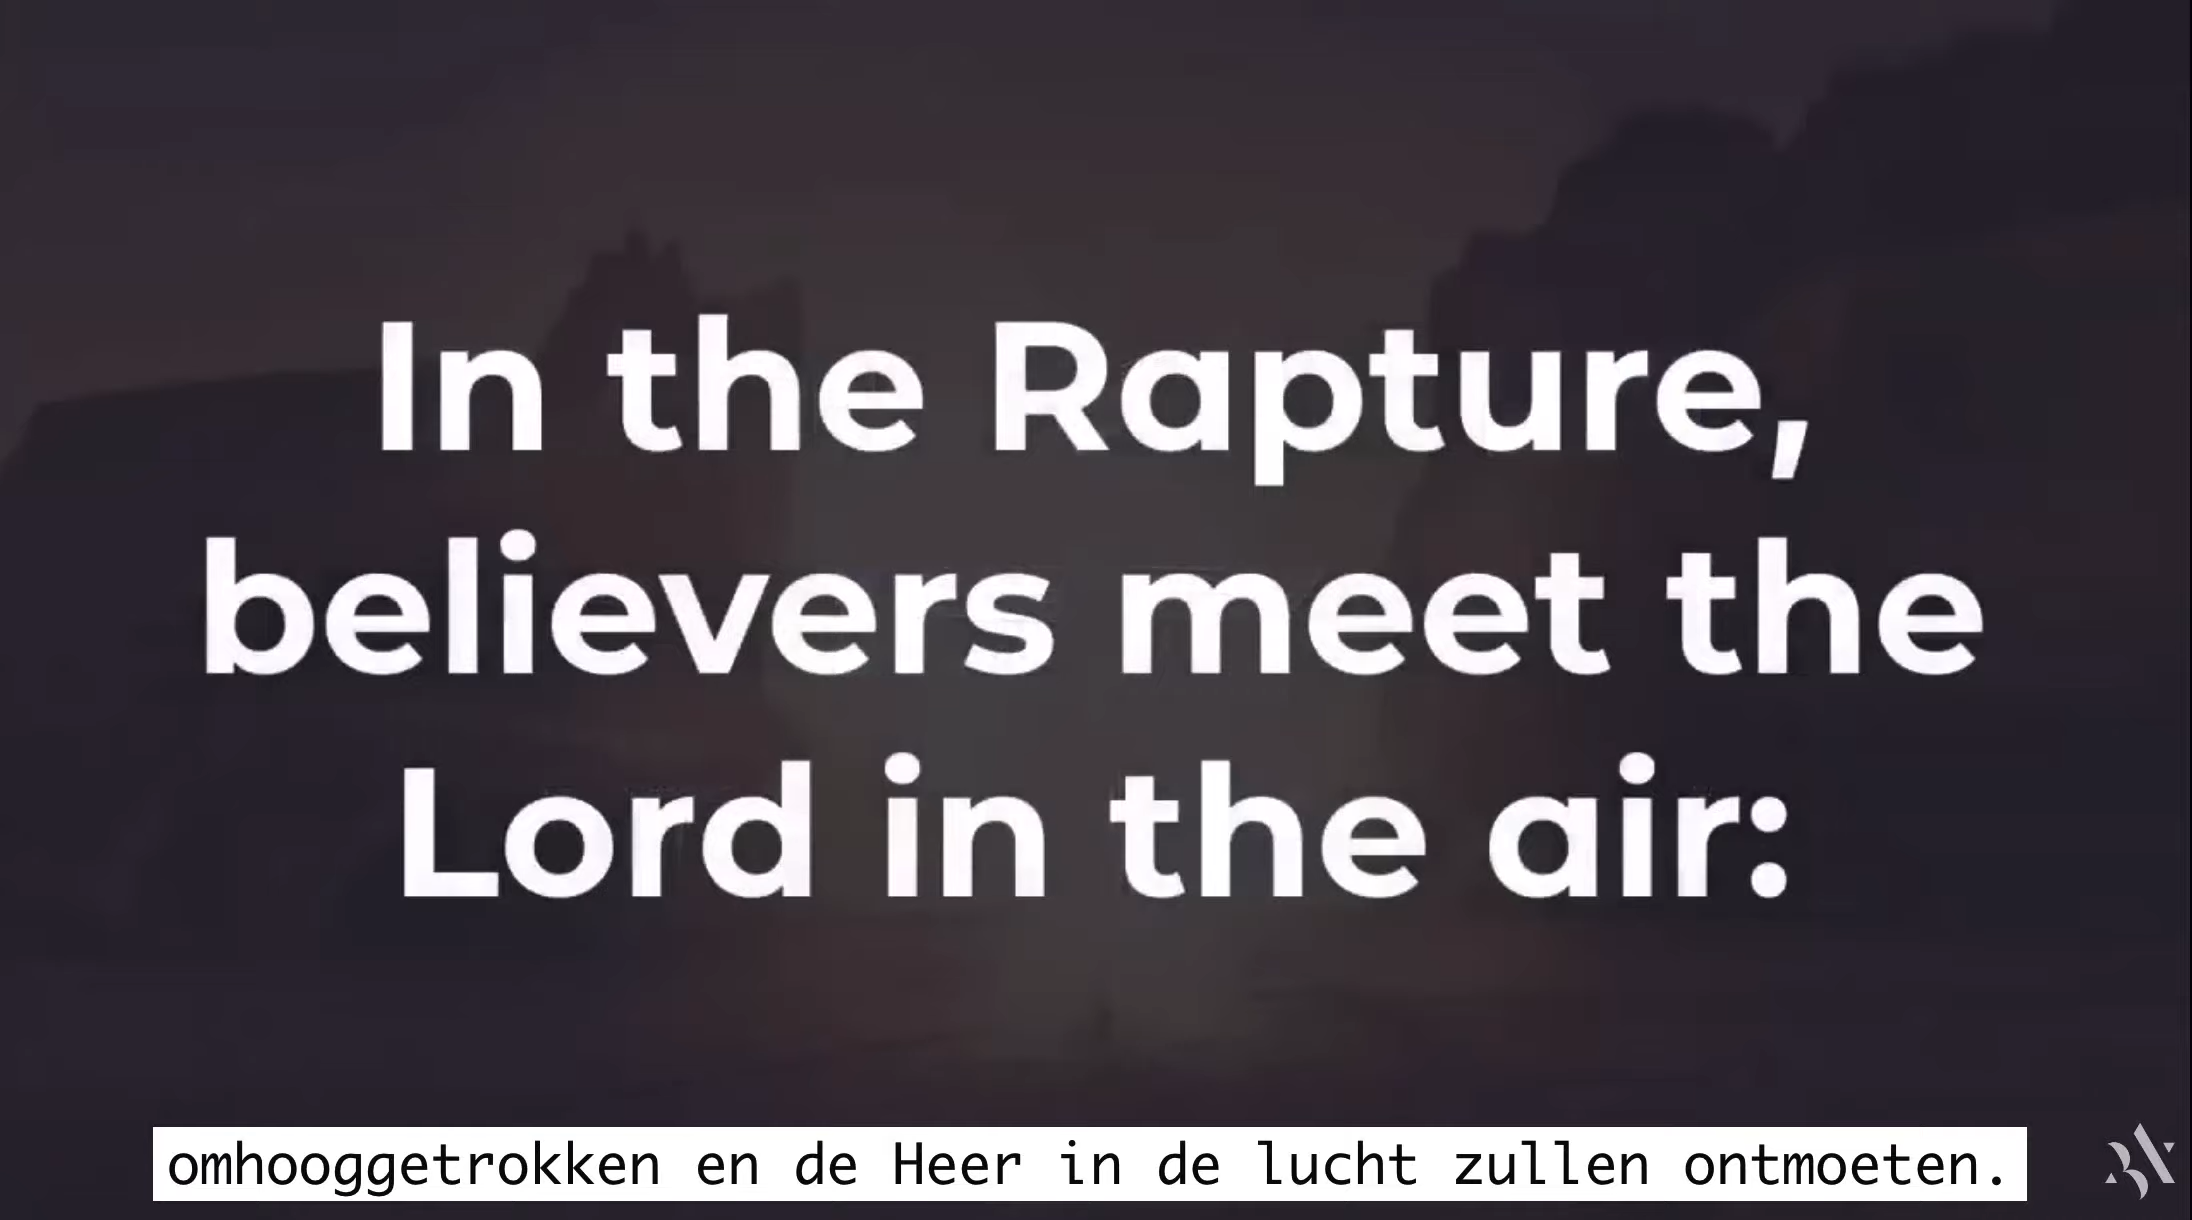 In the Rapture,
believers meet the
Lord in the air:
omhooggetrokken en de Heer in de lucht zullen ontmoeten.